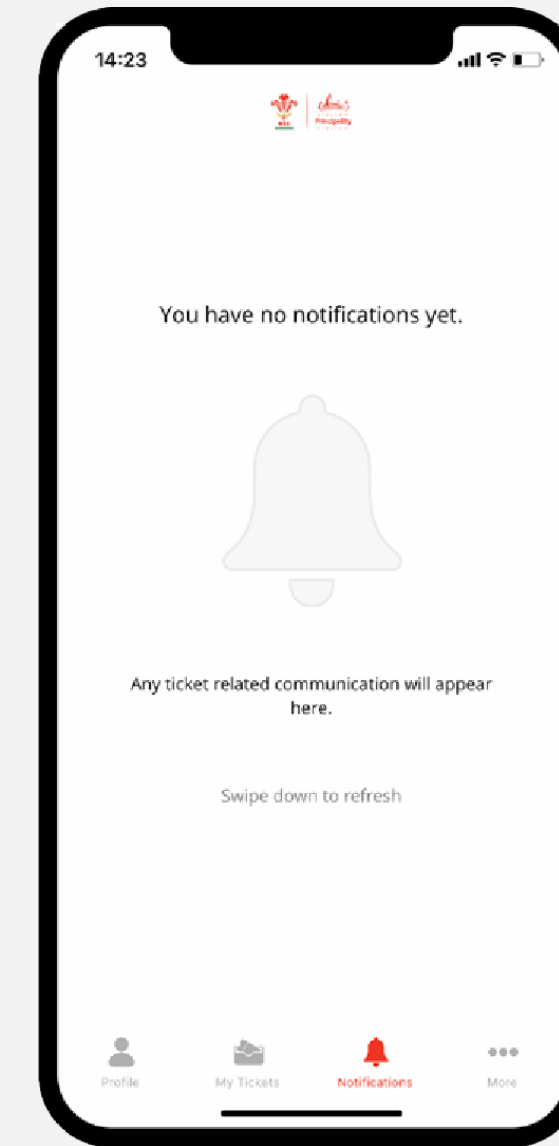 14:23
Principality
You have no notifications yet.
Any ticket related communication will appear
here.
Swipe down to refresh
Profile
My Tickets
Notifications
More